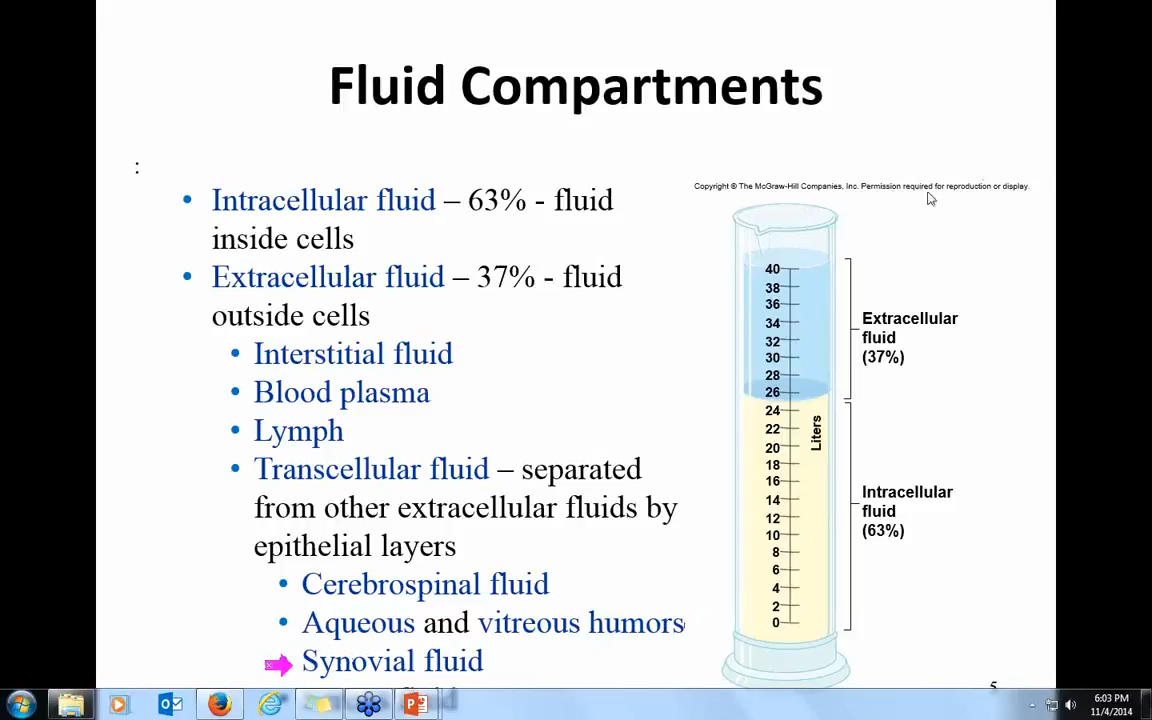 Fluid Compartments
:
• Intracellular fluid – 63% - fluid
inside cells
• Extracellular fluid – 37% - fluid
outside cells
• Interstitial fluid
• Blood plasma
• Lymph
• Transcellular fluid – separated
from other extracellular fluids by
epithelial layers
• Cerebrospinal fluid
• Aqueous and vitreous humors
• Synovial fluid
Copyright © The McGraw-Hill Companies, Inc. Permission required for reproduction or display.
40
38
36
34
32
30
28
26
24
22
20
18
16
14
12
10
8
6
4
2
0
Liters
Extracellular
fluid
(37%)
Intracellular
fluid
(63%)
5
6:03 PM
11/4/2014